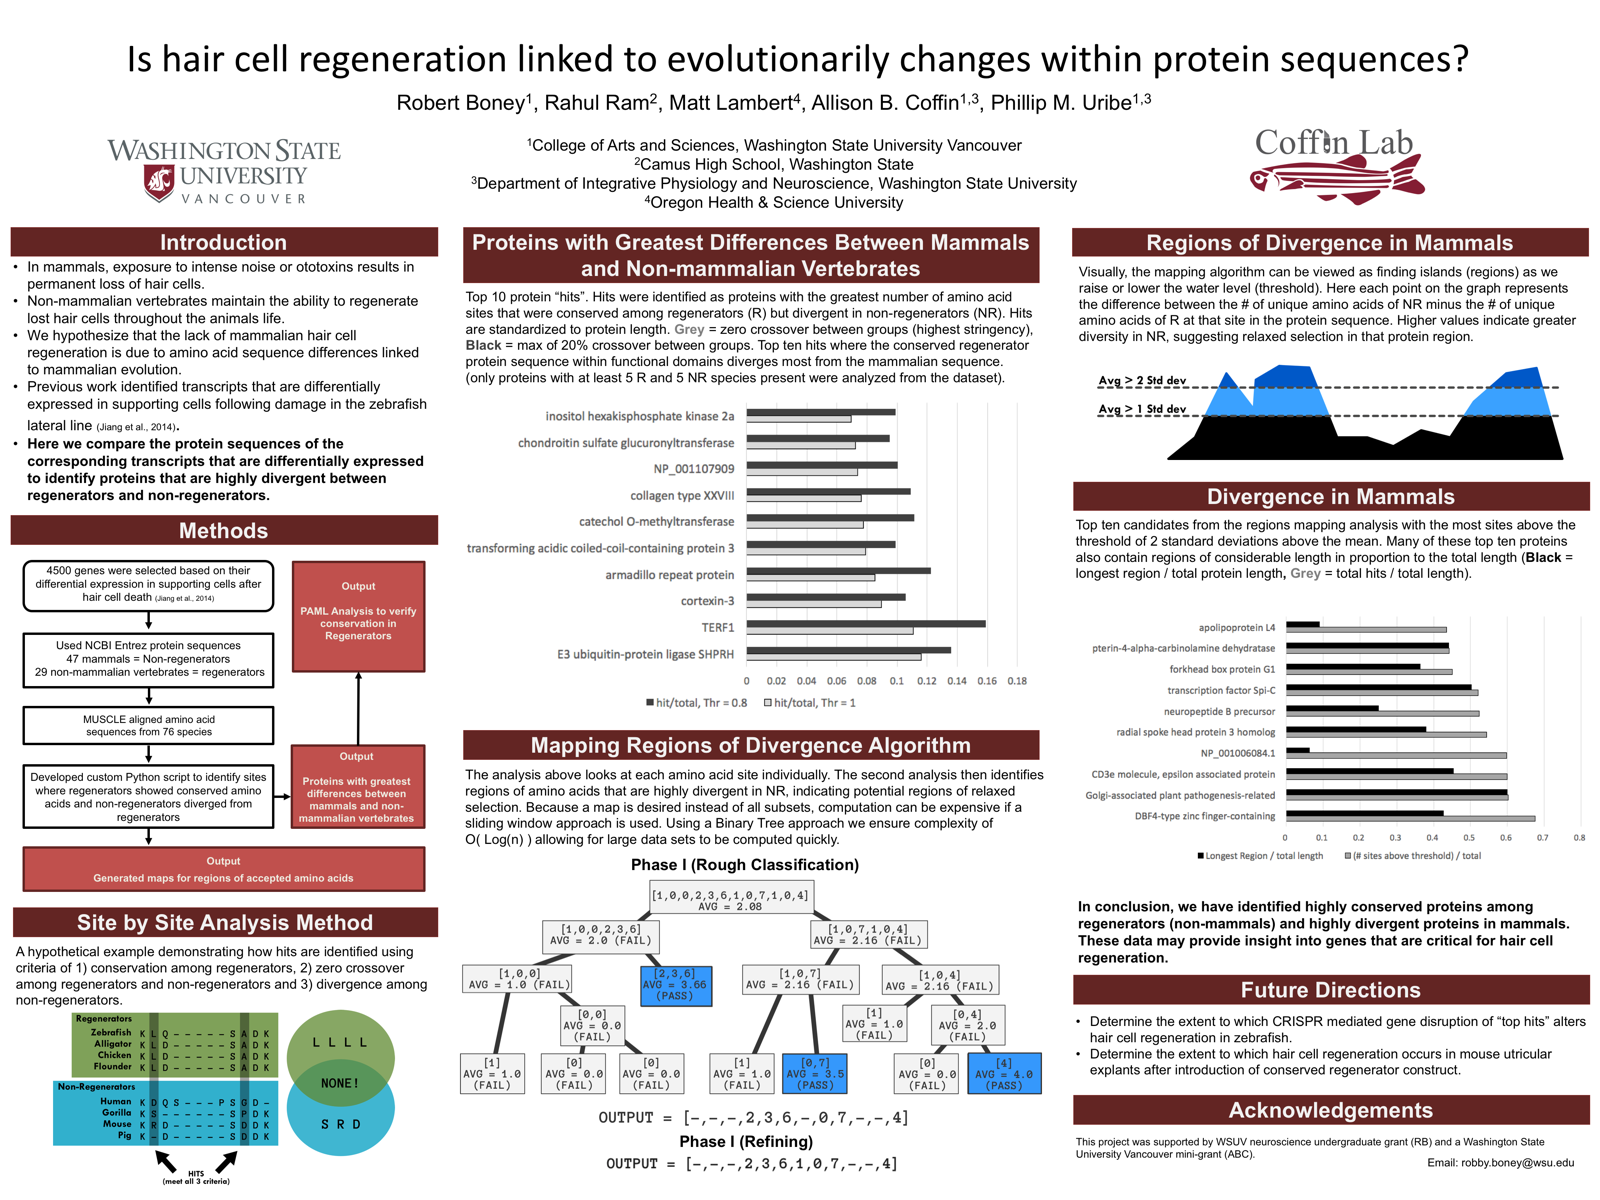 Is hair cell regeneration linked to evolutionarily changes within protein sequences?
Robert Boney1, Rahul Ram2, Matt Lambert4, Allison B. Coffin1,3, Phillip M. Uribe1,3
WASHINGTON STATE
UNIVERSITY
VANCOUVER
1College of Arts and Sciences, Washington State University Vancouver
2Camus High School, Washington State
3Department of Integrative Physiology and Neuroscience, Washington State University
4Oregon Health & Science University
Coffin Lab
Introduction
• In mammals, exposure to intense noise or ototoxins results in
permanent loss of hair cells.
• Non-mammalian vertebrates maintain the ability to regenerate
lost hair cells throughout the animals life.
• We hypothesize that the lack of mammalian hair cell
regeneration is due to amino acid sequence differences linked
to mammalian evolution.
• Previous work identified transcripts that are differentially
expressed in supporting cells following damage in the zebrafish
lateral line (Jiang et al., 2014).
• Here we compare the protein sequences of the
corresponding transcripts that are differentially expressed
to identify proteins that are highly divergent between
regenerators and non-regenerators.
Methods
4500 genes were selected based on their
differential expression in supporting cells after
hair cell death (Jiang et al., 2014)
Used NCBI Entrez protein sequences
47 mammals = Non-regenerators
29 non-mammalian vertebrates = regenerators
MUSCLE aligned amino acid
sequences from 76 species
Developed custom Python script to identify sites
where regenerators showed conserved amino
acids and non-regenerators diverged from
regenerators
Output
PAML Analysis to verify
conservation in
Regenerators
Output
Proteins with greatest
differences between
mammals and non-
mammalian vertebrates
Output
Generated maps for regions of accepted amino acids
Site by Site Analysis Method
A hypothetical example demonstrating how hits are identified using
criteria of 1) conservation among regenerators, 2) zero crossover
among regenerators and non-regenerators and 3) divergence among
non-regenerators.
Regenerators
Zebrafish K L Q - - - - - S A D K
Alligator K L D - - - - - S A D K
Chicken K L D - - - - - S A D K
Flounder K L D - - - - - S A D K
Non-Regenerators
Human K D Q S - - - P S G D -
Gorilla K S - - - - - - S P D K
Mouse K R D - - - - - S D D K
Pig K - D - - - - - S D D K
L L L L
NONE!
S R D
HITS
(meet all 3 criteria)
Proteins with Greatest Differences Between Mammals
and Non-mammalian Vertebrates
Top 10 protein “hits”. Hits were identified as proteins with the greatest number of amino acid
sites that were conserved among regenerators (R) but divergent in non-regenerators (NR). Hits
are standardized to protein length. Grey = zero crossover between groups (highest stringency),
Black = max of 20% crossover between groups. Top ten hits where the conserved regenerator
protein sequence within functional domains diverges most from the mammalian sequence.
(only proteins with at least 5 R and 5 NR species present were analyzed from the dataset).
inositol hexakisphosphate kinase 2a
chondroitin sulfate glucuronyltransferase
NP_001107909
collagen type XXVIII
catechol O-methyltransferase
transforming acidic coiled-coil-containing protein 3
armadillo repeat protein
cortexin-3
TERF1
E3 ubiquitin-protein ligase SHPRH
0 0.02 0.04 0.06 0.08 0.1 0.12 0.14 0.16 0.18
hit/total, Thr = 0.8 hit/total, Thr = 1
Mapping Regions of Divergence Algorithm
The analysis above looks at each amino acid site individually. The second analysis then identifies
regions of amino acids that are highly divergent in NR, indicating potential regions of relaxed
selection. Because a map is desired instead of all subsets, computation can be expensive if a
sliding window approach is used. Using a Binary Tree approach we ensure complexity of
O( Log(n) ) allowing for large data sets to be computed quickly.
Phase I (Rough Classification)
[1,0,0,2,3,6,1,0,7,1,0,4]
AVG = 2.08
[1,0,0,2,3,6]
AVG = 2.0 (FAIL)
[1,0,7,1,0,4]
AVG = 2.16 (FAIL)
[1,0,0]
AVG = 1.0 (FAIL)
[2,3,6]
AVG = 3.66
(PASS)
[1,0,7]
AVG = 2.16 (FAIL)
[1,0,4]
AVG = 2.16 (FAIL)
[0,0]
AVG = 0.0
(FAIL)
[1]
AVG = 1.0
(FAIL)
[0,4]
AVG = 2.0
(FAIL)
[1]
AVG = 1.0
(FAIL)
[0]
AVG = 0.0
(FAIL)
[0]
AVG = 0.0
(FAIL)
[1]
AVG = 1.0
(FAIL)
[0,7]
AVG = 3.5
(PASS)
[0]
AVG = 0.0
(FAIL)
[4]
AVG = 4.0
(PASS)
OUTPUT = [-,-,-,2,3,6,-,0,7,-,-,4]
Phase I (Refining)
OUTPUT = [-,-,-,2,3,6,1,0,7,-,-,4]
Regions of Divergence in Mammals
Visually, the mapping algorithm can be viewed as finding islands (regions) as we
raise or lower the water level (threshold). Here each point on the graph represents
the difference between the # of unique amino acids of NR minus the # of unique
amino acids of R at that site in the protein sequence. Higher values indicate greater
diversity in NR, suggesting relaxed selection in that protein region.
Avg > 2 Std dev
Avg > 1 Std dev
Divergence in Mammals
Top ten candidates from the regions mapping analysis with the most sites above the
threshold of 2 standard deviations above the mean. Many of these top ten proteins
also contain regions of considerable length in proportion to the total length (Black =
longest region / total protein length, Grey = total hits / total length).
apolipoprotein L4
pterin-4-alpha-carbinolamine dehydratase
forkhead box protein G1
transcription factor Spi-C
neuropeptide B precursor
radial spoke head protein 3 homolog
NP_001006084.1
CD3e molecule, epsilon associated protein
Golgi-associated plant pathogenesis-related
DBF4-type zinc finger-containing
0 0.1 0.2 0.3 0.4 0.5 0.6 0.7 0.8
Longest Region / total length (# sites above threshold) / total
In conclusion, we have identified highly conserved proteins among
regenerators (non-mammals) and highly divergent proteins in mammals.
These data may provide insight into genes that are critical for hair cell
regeneration.
Future Directions
• Determine the extent to which CRISPR mediated gene disruption of “top hits” alters
hair cell regeneration in zebrafish.
• Determine the extent to which hair cell regeneration occurs in mouse utricular
explants after introduction of conserved regenerator construct.
Acknowledgements
This project was supported by WSUV neuroscience undergraduate grant (RB) and a Washington State
University Vancouver mini-grant (ABC).
Email: robby.boney@wsu.edu